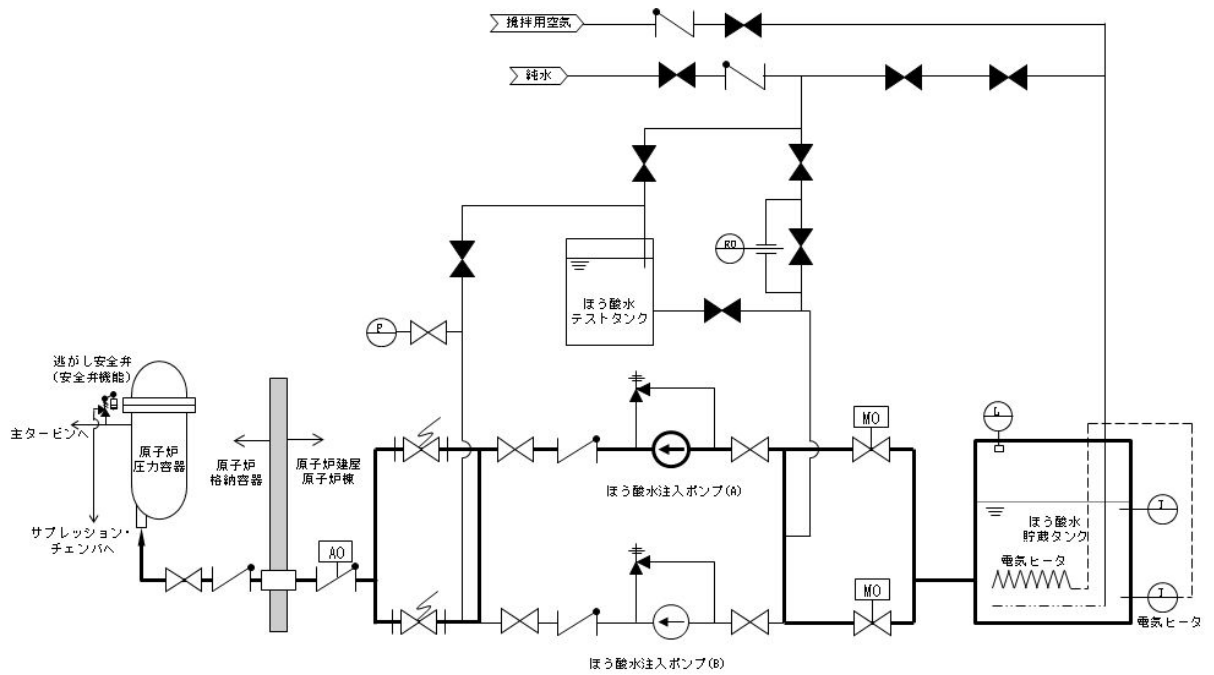 攪拌用空気
純水
RO
ほう酸水
テストタンク
P
逃がし安全弁
(安全弁機能)
主タービンへ
原子炉
圧力容器
原子炉
格納容器
原子炉建屋
原子炉棟
サプレッション・
チェンバへ
AO
MO
ほう酸水注入ポンプ(A)
L
T
ほう酸水
貯蔵タンク
電気ヒータ
MO
T
電気ヒータ
ほう酸水注入ポンプ(B)